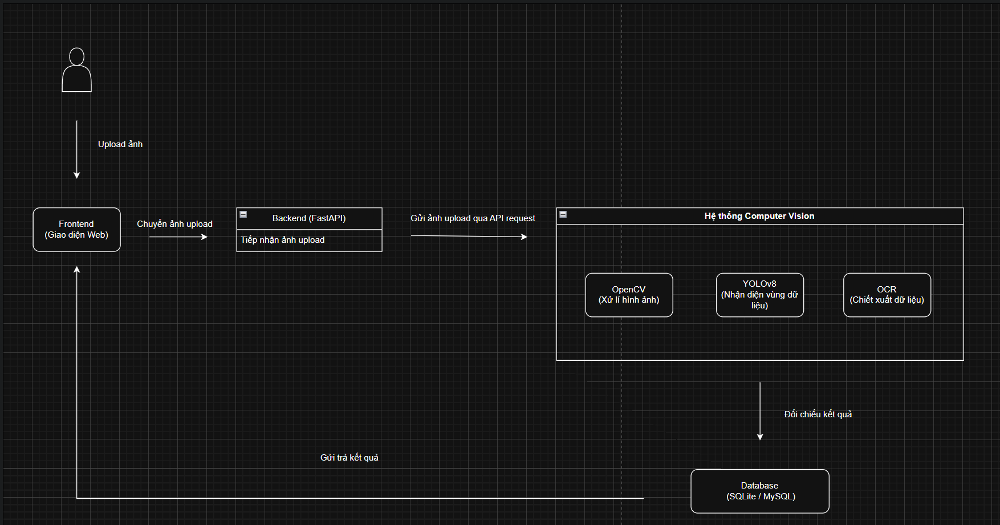 Upload ảnh
Frontend
(Giao diện Web)
Chuyển ảnh upload
Backend (FastAPI)
Tiếp nhận ảnh upload
Gửi ảnh upload qua API request
Hệ thống Computer Vision
OpenCV
(Xử lí hình ảnh)
YOLOv8
(Nhận diện vùng dữ
liệu)
OCR
(Chiết xuất dữ liệu)
Đối chiếu kết quả
Gửi trả kết quả
Database
(SQLite / MySQL)